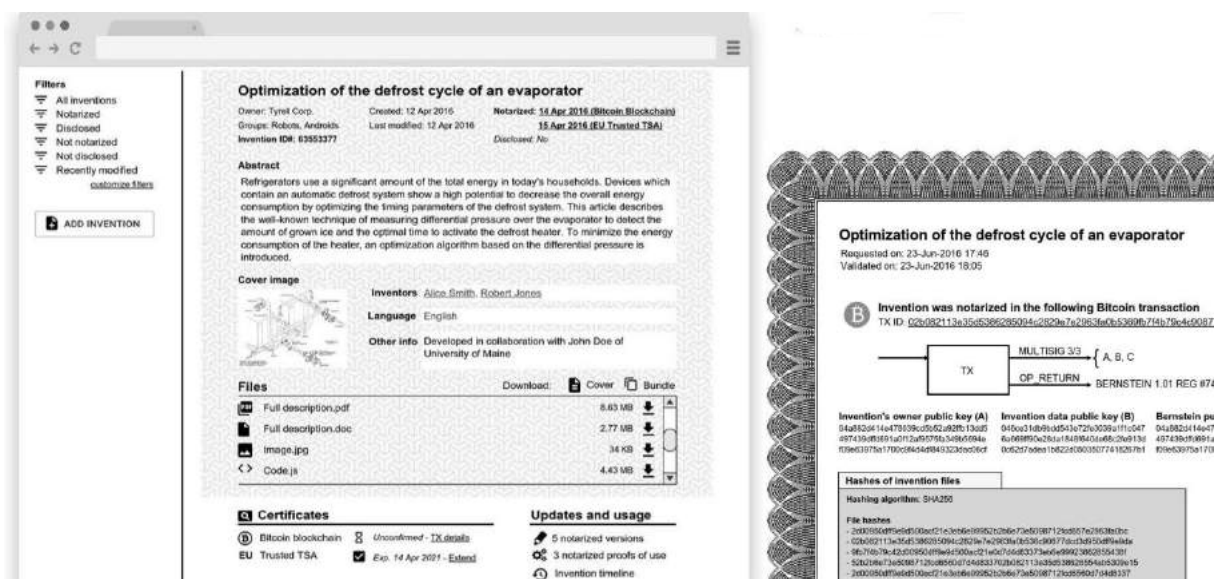 Filters
All inventions
Notarized
Disclosed
Not notarized
Not disclosed
Recently modified
customize filters
ADD INVENTION
Optimization of the defrost cycle of an evaporator
Owner: Tyrell Corp. Created: 12 Apr 2016 Notarized: 14 Apr 2016 (Bitcoin Blockchain)
Groups: Robots, Androids Last modified: 12 Apr 2016 15 Apr 2016 (EU Trusted TSA)
Invention ID#: 63553377 Disclosed: No
Abstract
Refrigerators use a significant amount of the total energy in today's households. Devices which
contain an automatic defrost system show a high potential to decrease the overall energy
consumption by optimizing the timing parameters of the defrost system. This article describes
the well-known technique of measuring differential pressure over the evaporator to detect the
amount of grown ice and the optimal time to activate the defrost heater. To minimize the energy
consumption of the heater, an optimization algorithm based on the differential pressure is
introduced.
Cover image
Inventors Alice Smith, Robert Jones
Language English
Other info Developed in collaboration with John Doe of
University of Maine
Files Download: Cover Bundle
PDF Full description.pdf 8.63 MB
Full description.doc 2.77 MB
Image.jpg 34 KB
Code.js 4.43 MB
Certificates
Bitcoin blockchain Unconfirmed - TX details
EU Trusted TSA Exp. 14 Apr 2021 - Extend
Updates and usage
5 notarized versions
3 notarized proofs of use
Invention timeline
Optimization of the defrost cycle of an evaporator
Requested on: 23-Jun-2016 17:46
Validated on: 23-Jun-2016 18:05
Invention was notarized in the following Bitcoin transaction
TX ID:
TX
MULTISIG 3/3 A, B, C
OP_RETURN BERNSTEIN 1.01 REG #74
Invention's owner public key (A) Invention data public key (B) Bernstein pu
Hashes of invention files
Hashing algorithm: SHA256
File hashes